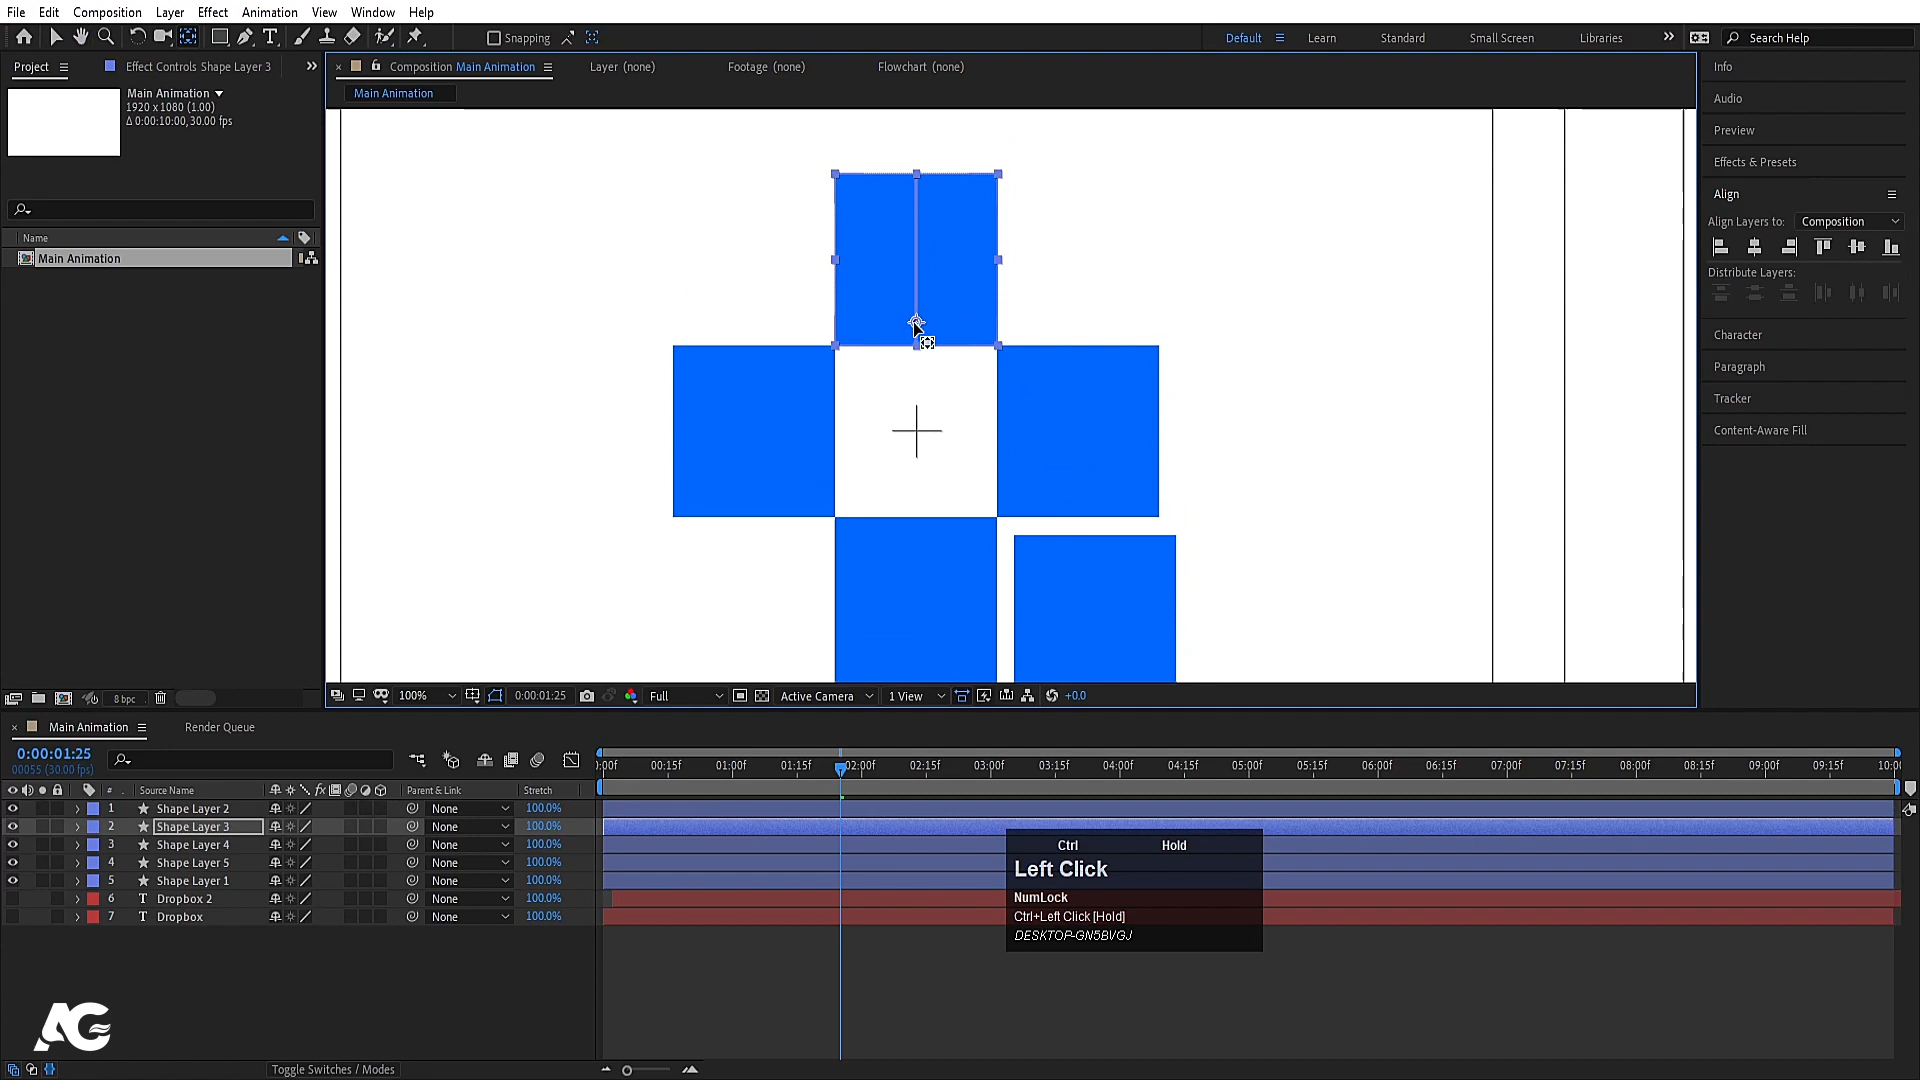 File Edit Composition Layer Effect Animation View Window Help
Snapping Default Learn Standard Small Screen Libraries Search Help
Project Effect Controls Shape Layer 3 Composition Main Animation Layer (none) Footage (none) Flowchart (none) Info
Main Animation
1920 x 1080 (1.00)
Δ 0:00:10:00, 30.00 fps
Main Animation
Audio
Preview
Effects & Presets
Align
Align Layers to: Composition
Distribute Layers:
Character
Paragraph
Tracker
Content-Aware Fill
Name
Main Animation
8 bpc
100% 0:00:01:25 Full Active Camera 1 View +0.0
Main Animation Render Queue
0:00:01:25
00055 (30.00 fps)
:00f 00:15f 01:00f 01:15f 02:00f 02:15f 03:00f 03:15f 04:00f 04:15f 05:00f 05:15f 06:00f 06:15f 07:00f 07:15f 08:00f 08:15f 09:00f 09:15f 10:0
# Source Name fx Parent & Link Stretch
1 Shape Layer 2 None 100.0%
2 Shape Layer 3 None 100.0%
3 Shape Layer 4 None 100.0%
4 Shape Layer 5 None 100.0%
5 Shape Layer 1 None 100.0%
6 T Dropbox 2 None 100.0%
7 T Dropbox None 100.0%
Ctrl Hold
Left Click
NumLock
Ctrl+Left Click [Hold]
DESKTOP-GN5BVGJ
AG
Toggle Switches / Modes